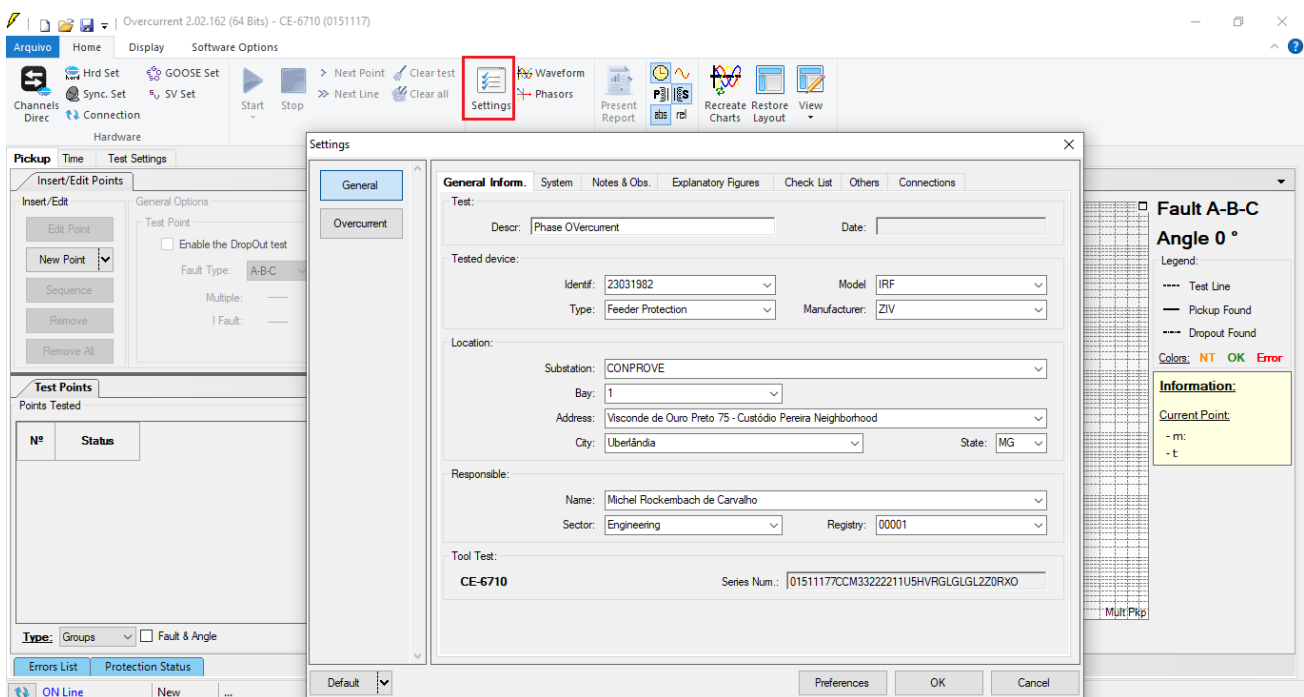 Overcurrent 2.02.162 (64 Bits) - CE-6710 (0151117)
Arquivo Home Display Software Options
Channels Direc
Hrd Set GOOSE Set
Sync. Set SV Set
Connection
Hardware
Start Stop
Next Point Clear test
Next Line Clear all
Settings
Waveform
Phasors
Present Report
abs rel
Recreate Charts
Restore Layout
View
Pickup Time Test Settings
Insert/Edit Points
Insert/Edit
Edit Point
New Point
Sequence
Remove
Remove All
General Options
Test Point
Enable the DropOut test
Fault Type: A-B-C
Multiple: -----
I Fault: -----
Test Points
Points Tested
Nº Status
Type: Groups Fault & Angle
Errors List Protection Status
ON Line New ...
Settings
General
Overcurrent
General Inform. System Notes & Obs. Explanatory Figures Check List Others Connections
Test:
Descr: Phase OVercurrent Date:
Tested device:
Identif: 23031982 Model IRF
Type: Feeder Protection Manufacturer: ZIV
Location:
Substation: CONPROVE
Bay: 1
Address: Visconde de Ouro Preto 75 - Custódio Pereira Neighborhood
City: Uberlândia State: MG
Responsible:
Name: Michel Rockembach de Carvalho
Sector: Engineering Registry: 00001
Tool Test:
CE-6710 Series Num.: 01511177CCM33222211U5HVRGLGLGL2Z0RXO
Default Preferences OK Cancel
Fault A-B-C
Angle 0 °
Legend:
Test Line
Pickup Found
Dropout Found
Colors: NT OK Error
Information:
Current Point:
- m:
- t:
Mult Pkp